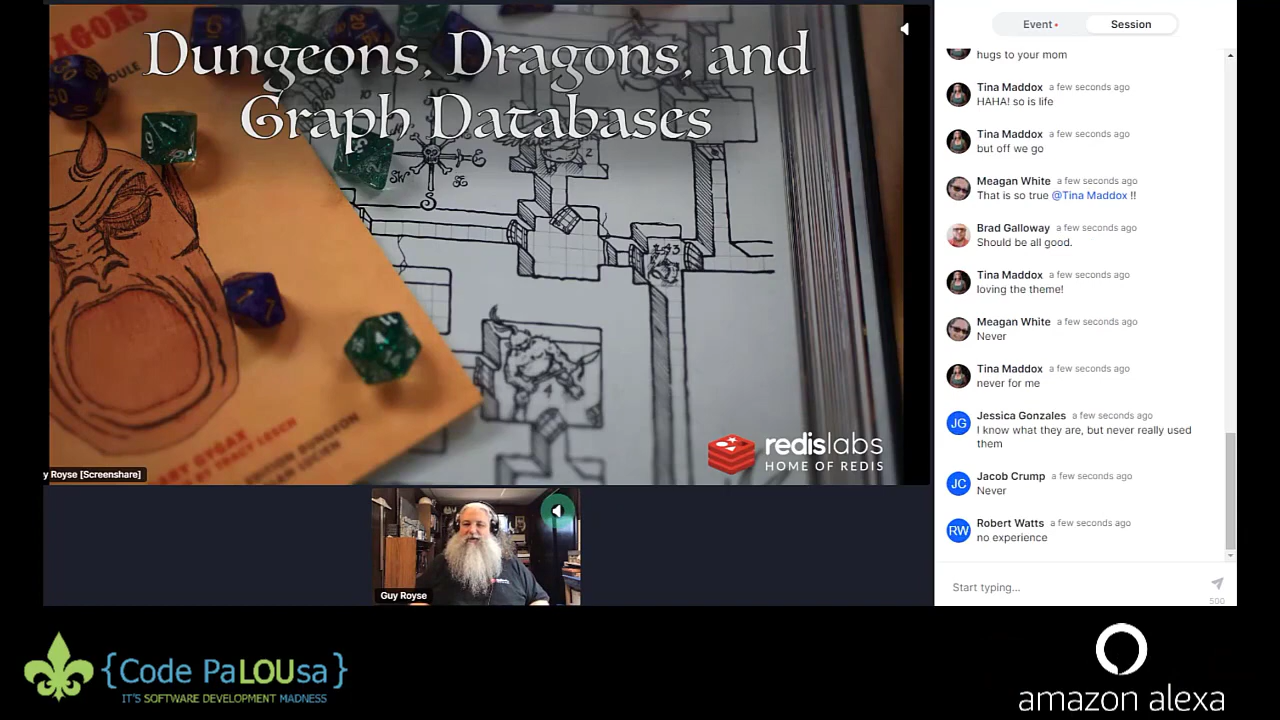 Dungeons, Dragons, and
Graph Databases
redislabs
HOME OF REDIS
y Royse [Screenshare]
Guy Royse
Event
Session
hugs to your mom
Tina Maddox a few seconds ago
HAHA! so is life
Tina Maddox a few seconds ago
but off we go
Meagan White a few seconds ago
That is so true @Tina Maddox !!
Brad Galloway a few seconds ago
Should be all good.
Tina Maddox a few seconds ago
loving the theme!
Meagan White a few seconds ago
Never
Tina Maddox a few seconds ago
never for me
JG
Jessica Gonzales a few seconds ago
I know what they are, but never really used
them
JC
Jacob Crump a few seconds ago
Never
RW
Robert Watts a few seconds ago
no experience
Start typing...
500
{Code PaLOUsa}
IT'S SOFTWARE DEVELOPMENT MADNESS
amazon alexa